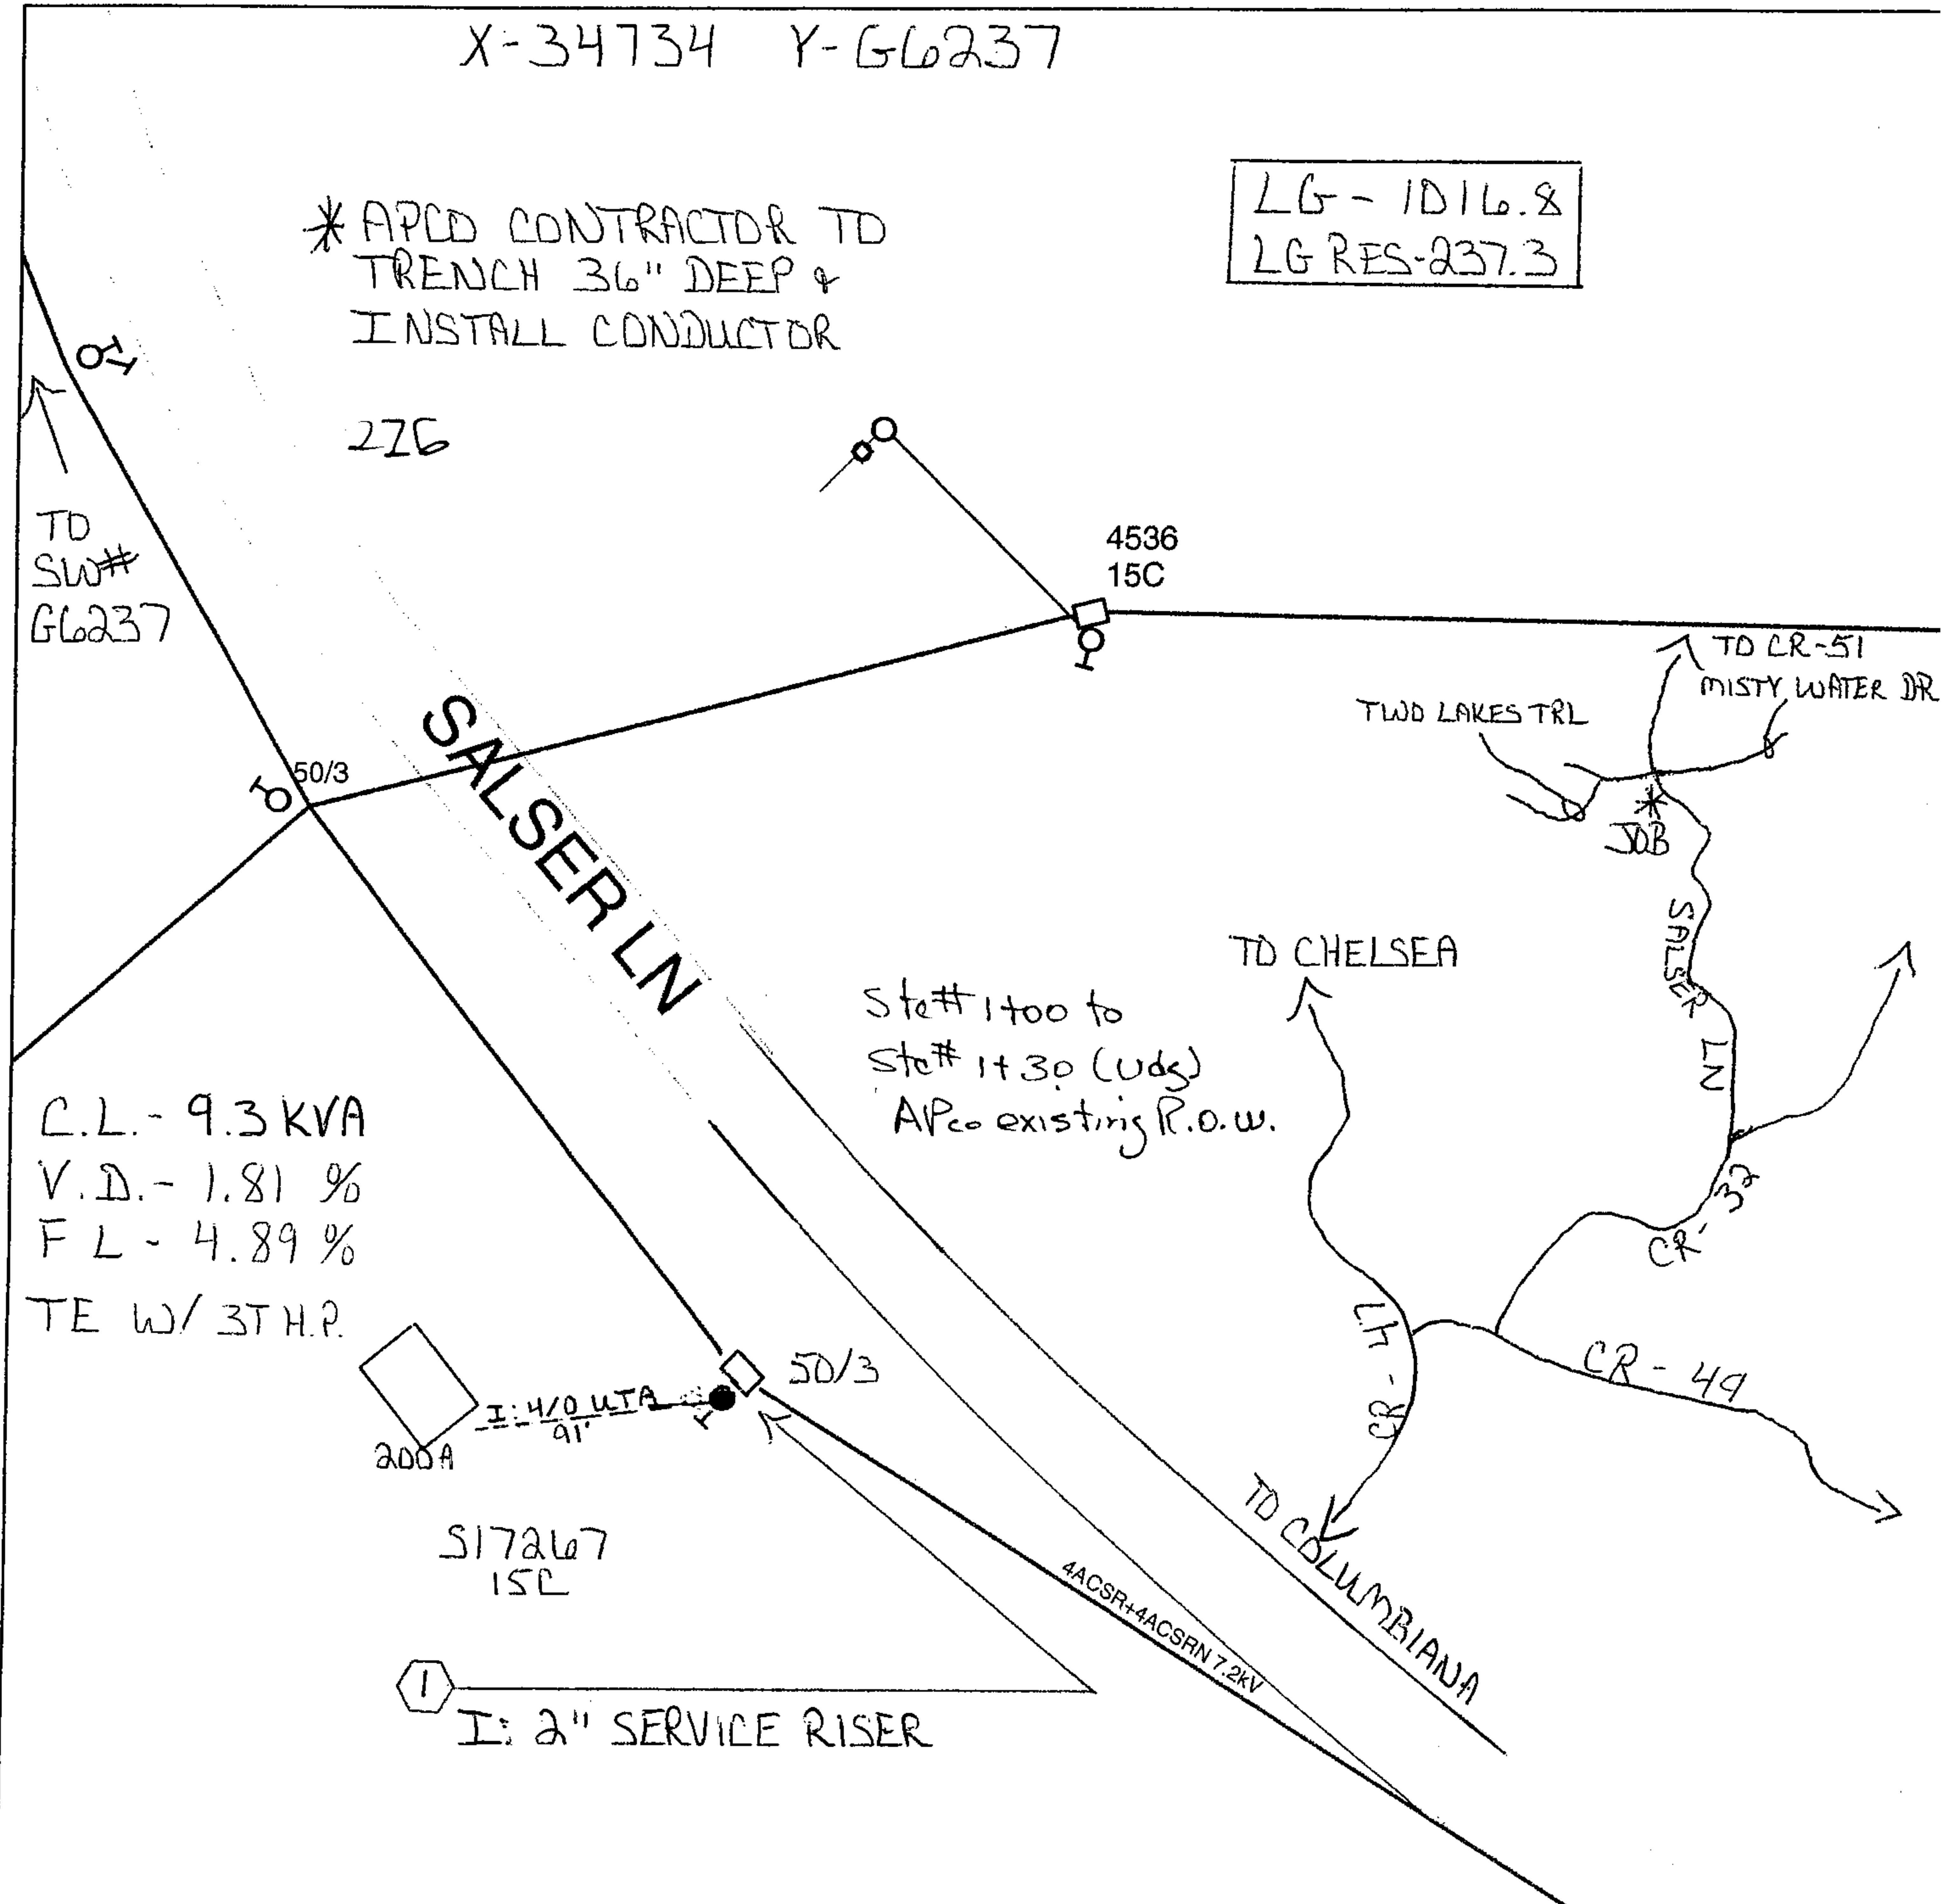 X-34734 Y-G6237
LG - 1016.8
LG RES-237.3
* APCO CONTRACTOR TO
TRENCH 36" DEEP &
INSTALL CONDUCTOR
276
TO
SW#
G6237
4536
15C
50/3
SALSER LN
TO CR-51
MISTY WATER DR
TWO LAKES TRL
* JOB
SALSER LN
TO CHELSEA
Sta# 1+00 to
Sta# 1+30 (Udg)
APco existing R.O.W.
CR-32
CR-47
CR-49
TO COLUMBIANA
C.L.- 9.3 KVA
V.D.- 1.81 %
F L - 4.89 %
TE W/ 3T H.P.
50/3
I: 4/0 UTA
91'
200A
S17267
15C
4ACSR+4ACSRN 7.2kV
1
I: 2" SERVICE RISER